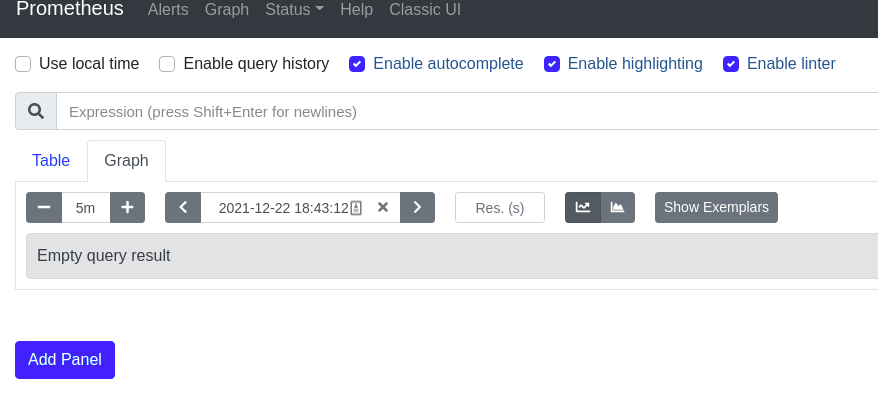 Prometheus Alerts Graph Status Help Classic UI
Use local time Enable query history Enable autocomplete Enable highlighting Enable linter
Expression (press Shift+Enter for newlines)
Table Graph
5m 2021-12-22 18:43:12 Res. (s) Show Exemplars
Empty query result
Add Panel